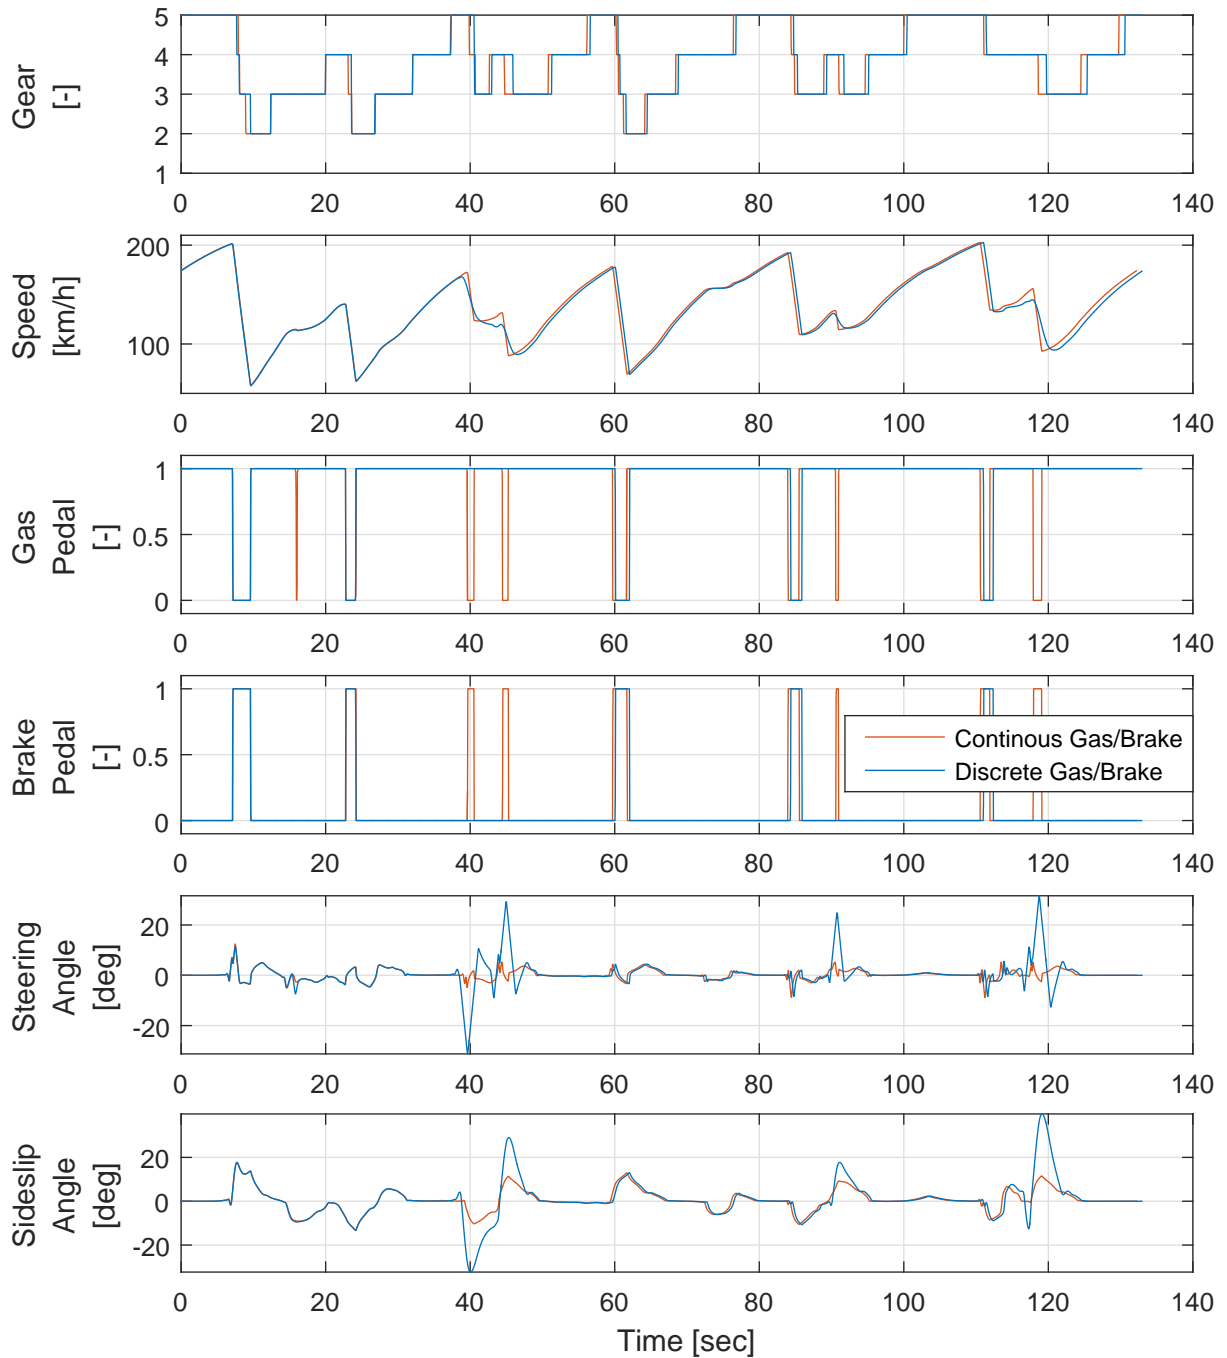 Gear
[-]
5
4
3
2
1
0 20 40 60 80 100 120 140
Speed
[km/h]
200
100
0 20 40 60 80 100 120 140
Gas
Pedal
[-]
1
0.5
0
0 20 40 60 80 100 120 140
Brake
Pedal
[-]
1
0.5
0
Continous Gas/Brake
Discrete Gas/Brake
0 20 40 60 80 100 120 140
Steering
Angle
[deg]
20
0
-20
0 20 40 60 80 100 120 140
Sideslip
Angle
[deg]
20
0
-20
0 20 40 60 80 100 120 140
Time [sec]